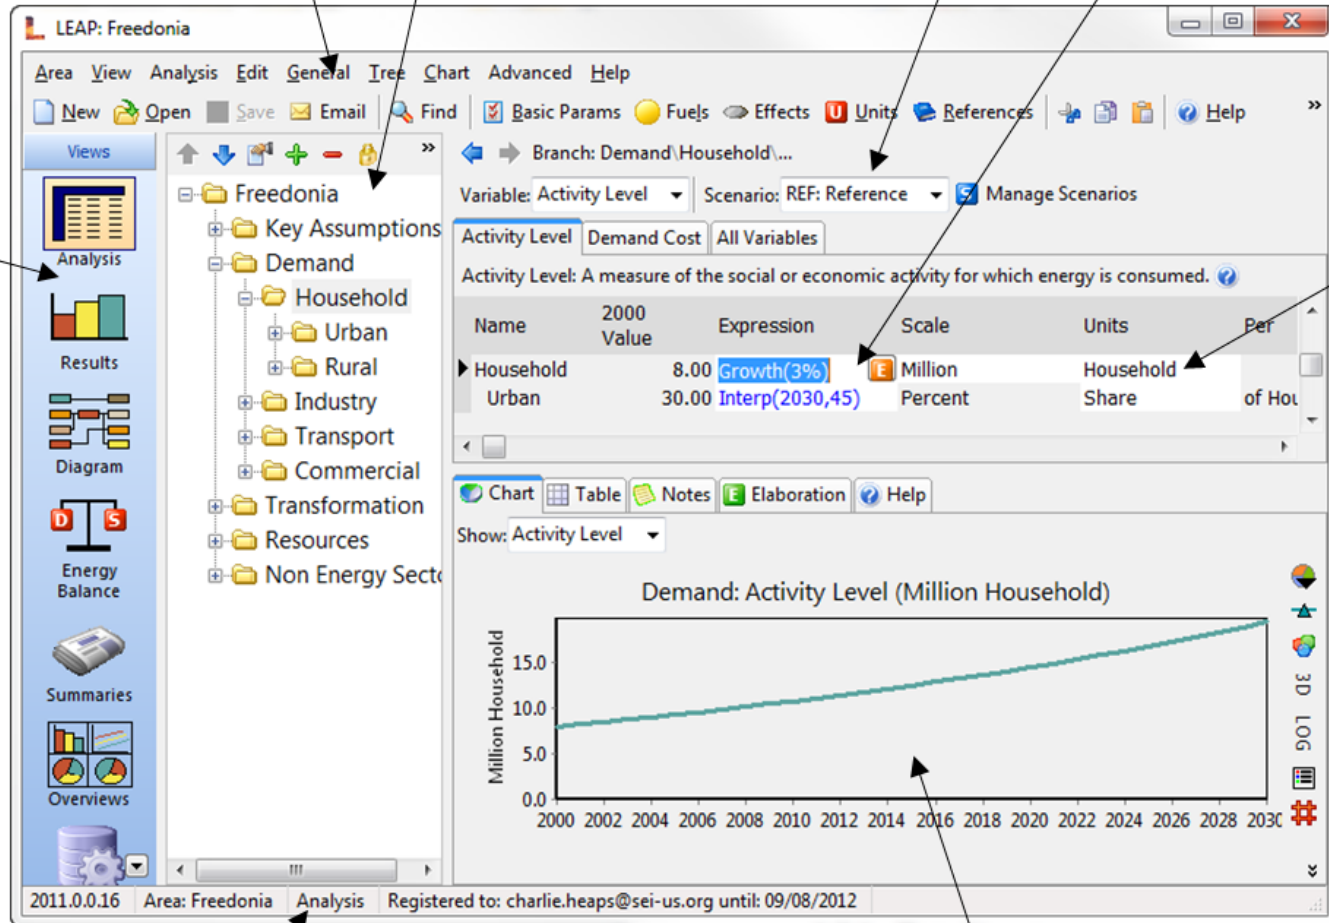 LEAP: Freedonia
Area View Analysis Edit General Tree Chart Advanced Help
New Open Save Email Find Basic Params Fuels Effects Units References Help »
Views
Analysis
Results
Diagram
D S
Energy
Balance
Summaries
Overviews
»
Freedonia
Key Assumptions
Demand
Household
Urban
Rural
Industry
Transport
Commercial
Transformation
Resources
Non Energy Secto
Branch: Demand\Household\...
Variable: Activity Level Scenario: REF: Reference S Manage Scenarios
Activity Level Demand Cost All Variables
Activity Level: A measure of the social or economic activity for which energy is consumed.
Name 2000 Value Expression Scale Units Per
Household 8.00 Growth(3%) E Million Household
Urban 30.00 Interp(2030,45) Percent Share of Hou
Chart Table Notes E Elaboration Help
Show: Activity Level
Demand: Activity Level (Million Household)
Million Household
15.0
10.0
5.0
0.0
2000 2002 2004 2006 2008 2010 2012 2014 2016 2018 2020 2022 2024 2026 2028 2030
3D
LOG
2011.0.0.16 Area: Freedonia Analysis Registered to: charlie.heaps@sei-us.org until: 09/08/2012